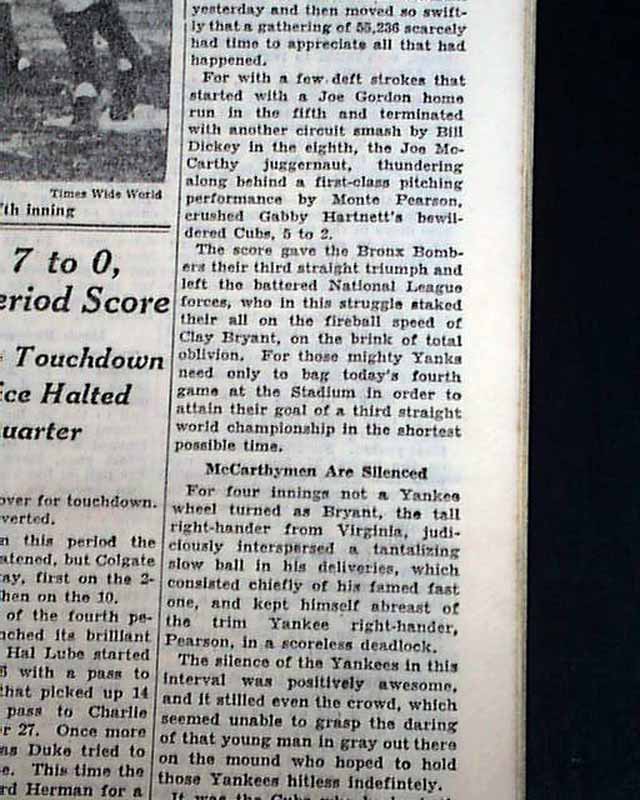 Times Wide World
'th inning
7 to 0,
eriod Score
Touchdown
ce Halted
uarter
over for touchdown.
verted.
n this period the
atened, but Colgate
ay, first on the 2-
hen on the 10.
of the fourth pe-
nched its brilliant
Hal Lube started
with a pass to
that picked up 14
pass to Charlie
r 27. Once more
as Duke tried to
e. This time the
rd Herman for a
yesterday and then moved so swift-
ly that a gathering of 55,236 scarcely
had time to appreciate all that had
happened.
For with a few deft strokes that
started with a Joe Gordon home
run in the fifth and terminated
with another circuit smash by Bill
Dickey in the eighth, the Joe Mc-
Carthy juggernaut, thundering
along behind a first-class pitching
performance by Monte Pearson,
crushed Gabby Hartnett's bewil-
dered Cubs, 5 to 2.
The score gave the Bronx Bomb-
ers their third straight triumph and
left the battered National League
forces, who in this struggle staked
their all on the fireball speed of
Clay Bryant, on the brink of total
oblivion. For those mighty Yanks
need only to bag today's fourth
game at the Stadium in order to
attain their goal of a third straight
world championship in the shortest
possible time.
McCarthymen Are Silenced
For four innings not a Yankee
wheel turned as Bryant, the tall
right-hander from Virginia, judi-
ciously interspersed a tantalizing
slow ball in his deliveries, which
consisted chiefly of his famed fast
one, and kept himself abreast of
the trim Yankee right-hander,
Pearson, in a scoreless deadlock.
The silence of the Yankees in this
interval was positively awesome,
and it stilled even the crowd, which
seemed unable to grasp the daring
of that young man in gray out there
on the mound who hoped to hold
those Yankees hitless indefintely.
It was the Cubs who